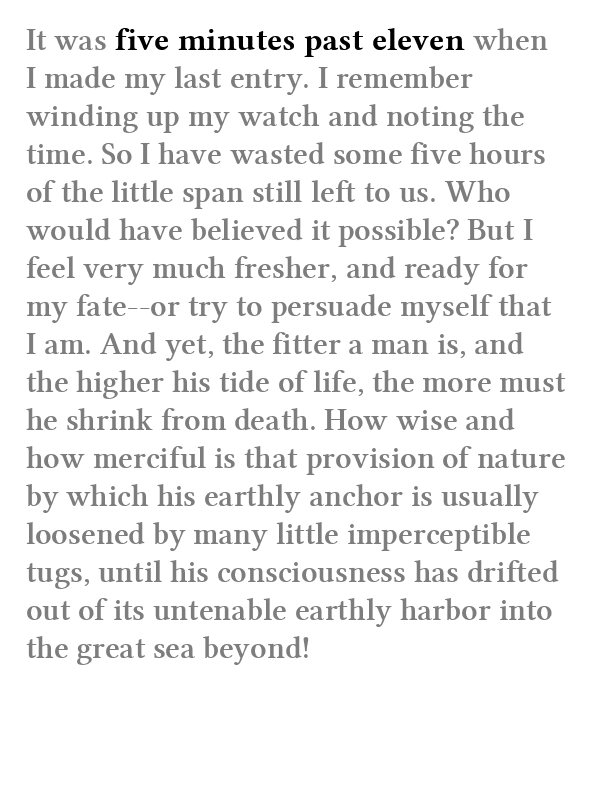 It was five minutes past eleven when
I made my last entry. I remember
winding up my watch and noting the
time. So I have wasted some five hours
of the little span still left to us. Who
would have believed it possible? But I
feel very much fresher, and ready for
my fate--or try to persuade myself that
I am. And yet, the fitter a man is, and
the higher his tide of life, the more must
he shrink from death. How wise and
how merciful is that provision of nature
by which his earthly anchor is usually
loosened by many little imperceptible
tugs, until his consciousness has drifted
out of its untenable earthly harbor into
the great sea beyond!